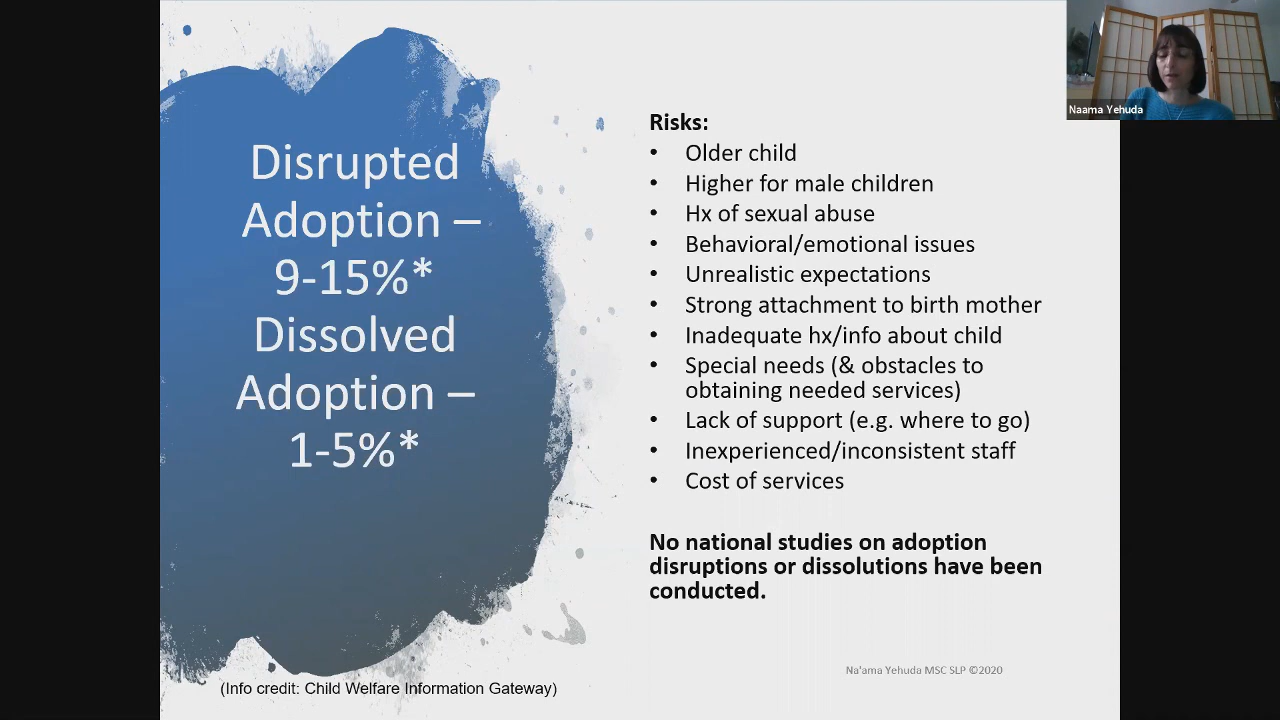 Naama Yehuda
Disrupted
Adoption –
9-15%*
Dissolved
Adoption –
1-5%*
Risks:
• Older child
• Higher for male children
• Hx of sexual abuse
• Behavioral/emotional issues
• Unrealistic expectations
• Strong attachment to birth mother
• Inadequate hx/info about child
• Special needs (& obstacles to
obtaining needed services)
• Lack of support (e.g. where to go)
• Inexperienced/inconsistent staff
• Cost of services
No national studies on adoption
disruptions or dissolutions have been
conducted.
Na'ama Yehuda MSC SLP ©2020
(Info credit: Child Welfare Information Gateway)